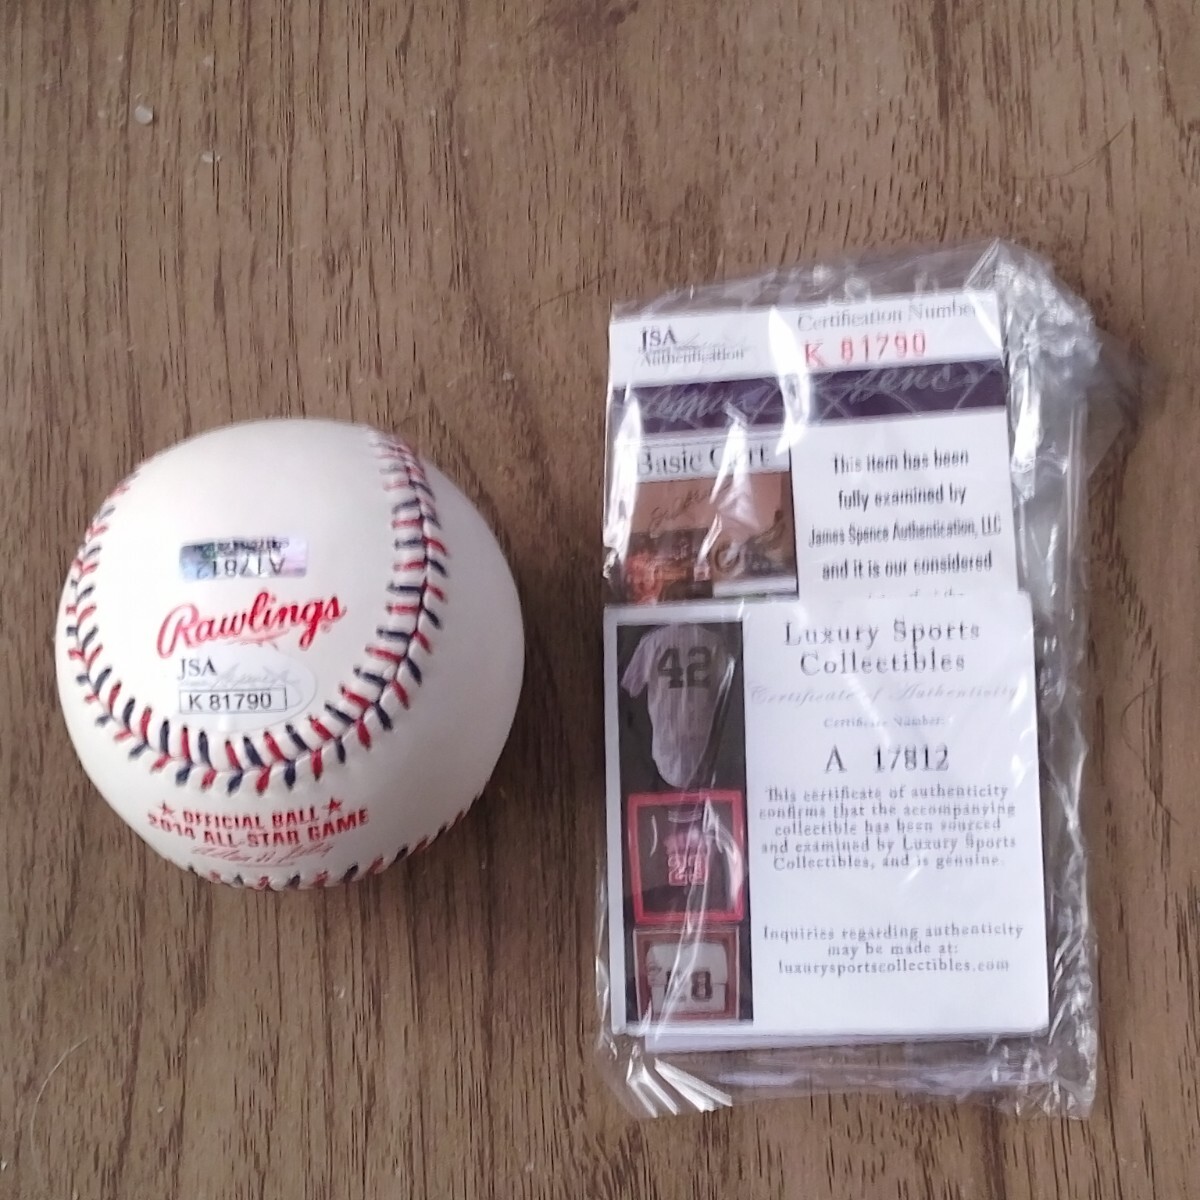 A17812
Rawlings
JSA
K 81790
OFFICIAL BALL
2014 ALL-STAR GAME
JSA
Authentication
Certification Number
K 81790
Basic Cert
This item has been
fully examined by
James Spence Authentication, LLC
and it is our considered
Luxury Sports
Collectibles
Certificate of Authenticity
Certificate Number:
A 17812
This certificate of authenticity
confirms that the accompanying
collectible has been sourced
and examined by Luxury Sports
Collectibles, and is genuine.
Inquiries regarding authenticity
may be made at:
luxurysportscollectibles.com
42
28